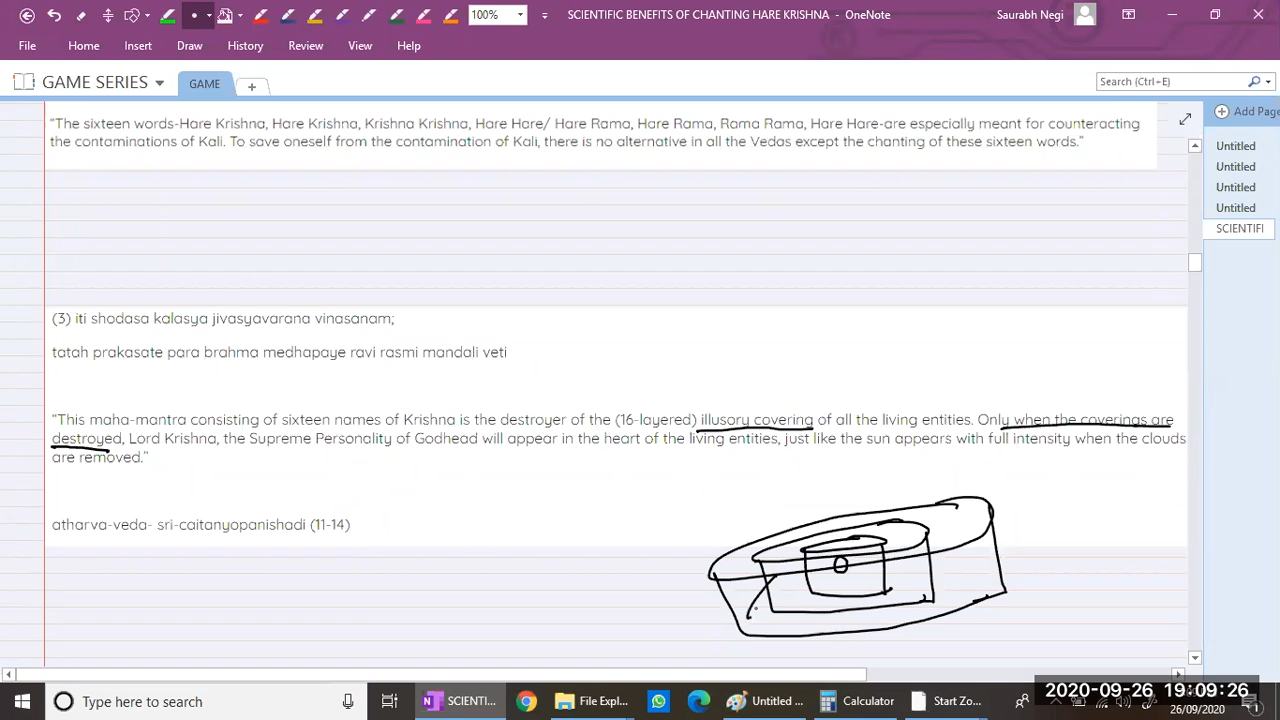 100%
SCIENTIFIC BENEFITS OF CHANTING HARE KRISHNA - OneNote
Saurabh Negi
File Home Insert Draw History Review View Help
GAME SERIES
GAME
Search (Ctrl+E)
"The sixteen words-Hare Krishna, Hare Krishna, Krishna Krishna, Hare Hare/ Hare Rama, Hare Rama, Rama Rama, Hare Hare-are especially meant for counteracting
the contaminations of Kali. To save oneself from the contamination of Kali, there is no alternative in all the Vedas except the chanting of these sixteen words."
Add Page
Untitled
Untitled
Untitled
Untitled
SCIENTIFI
(3) iti shodasa kalasya jivasyavarana vinasanam;
tatah prakasate para brahma medhapaye ravi rasmi mandali veti
"This maha-mantra consisting of sixteen names of Krishna is the destroyer of the (16-layered) illusory covering of all the living entities. Only when the coverings are
destroyed, Lord Krishna, the Supreme Personality of Godhead will appear in the heart of the living entities, just like the sun appears with full intensity when the clouds
are removed."
atharva-veda- sri-caitanyopanishadi (11-14)
Type here to search
SCIENTI...
File Expl...
Untitled ...
Calculator
Start Zo...
2020-09-26 19:09:26
26/09/2020